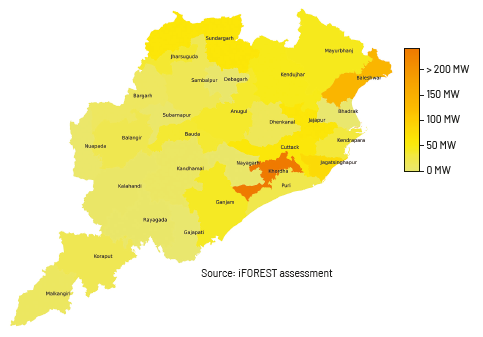 Sundargarh
Mayurbhanj
Jharsuguda
Kendujhar
Sambalpur
Debagarh
Baleshwar
Bargarh
Subarnapur
Anugul
Bhadrak
Dhenkanal
Jajapur
Balangir
Bauda
Kendrapara
Nuapada
Cuttack
Nayagarh
Jagatsinghapur
Kandhamal
Khordha
Kalahandi
Puri
Ganjam
Rayagada
Gajapati
Koraput
Malkangiri
> 200 MW
150 MW
100 MW
50 MW
0 MW
Source: iFOREST assessment